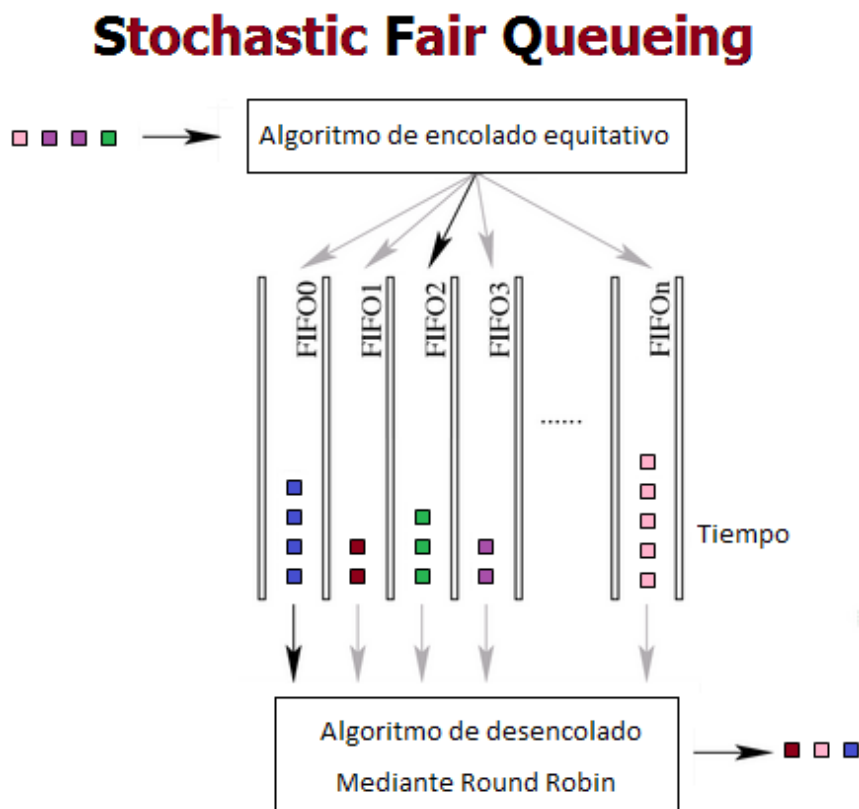 Stochastic Fair Queueing
Algoritmo de encolado equitativo
FIFO0
FIFO1
FIFO2
FIFO3
FIFOn
......
Tiempo
Algoritmo de desencolado
Mediante Round Robin